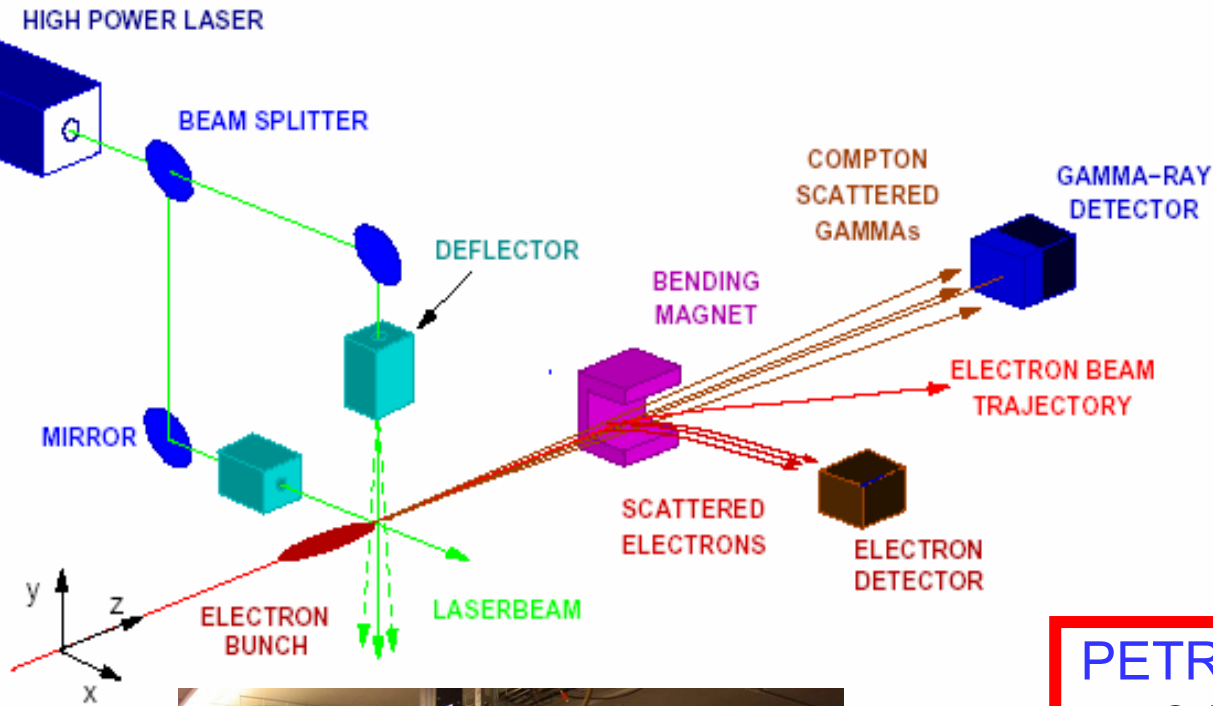 HIGH POWER LASER
BEAM SPLITTER
COMPTON
SCATTERED
GAMMAs
GAMMA-RAY
DETECTOR
DEFLECTOR
BENDING
MAGNET
ELECTRON BEAM
TRAJECTORY
MIRROR
SCATTERED
ELECTRONS
ELECTRON
DETECTOR
LASERBEAM
ELECTRON
BUNCH
y
z
x